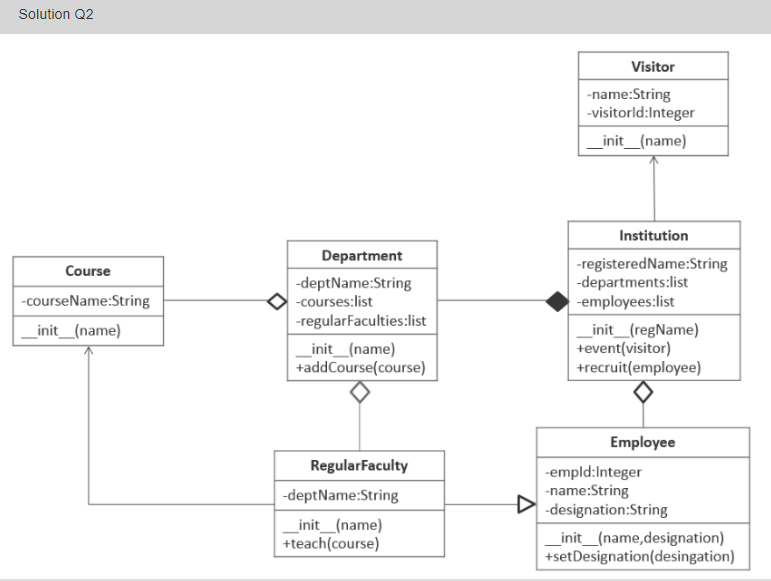 Solution Q2
Visitor
-name:String
-visitorId:Integer
__init__(name)
Institution
-registeredName:String
-departments:list
-employees:list
__init__(regName)
+event(visitor)
+recruit(employee)
Department
-deptName:String
-courses:list
-regularFaculties:list
__init__(name)
+addCourse(course)
Course
-courseName:String
__init__(name)
RegularFaculty
-deptName:String
__init__(name)
+teach(course)
Employee
-empId:Integer
-name:String
-designation:String
__init__(name,designation)
+setDesignation(desingation)